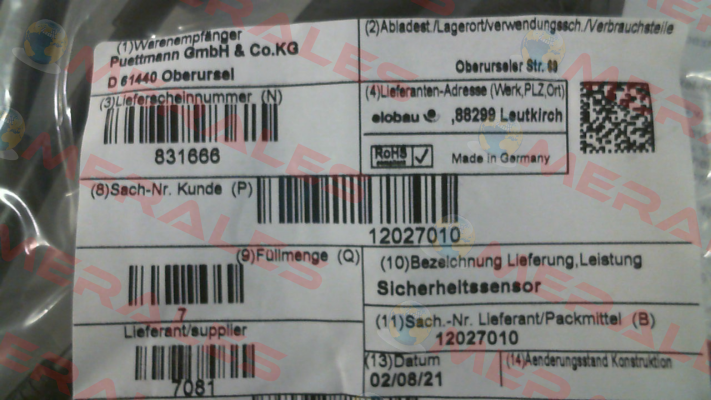 (1)Warenempfänger
Puettmann GmbH & Co.KG
D 61440 Oberursel
(2)Abladest./Lagerort/verwendungssch./Verbrauchstelle
Oberurseler Str. 69
(3)Lieferscheinnummer (N)
831666
(4)Lieferanten-Adresse (Werk,PLZ,Ort)
elobau ,88299 Leutkirch
RoHS
Made in Germany
(8)Sach-Nr. Kunde (P)
12027010
(9)Füllmenge (Q)
7
(10)Bezeichnung Lieferung,Leistung
Sicherheitssensor
Lieferant/supplier
7081
(11)Sach.-Nr. Lieferant/Packmittel (B)
12027010
(13)Datum
02/08/21
(14)Aenderungsstand Konstruktion
MERALES